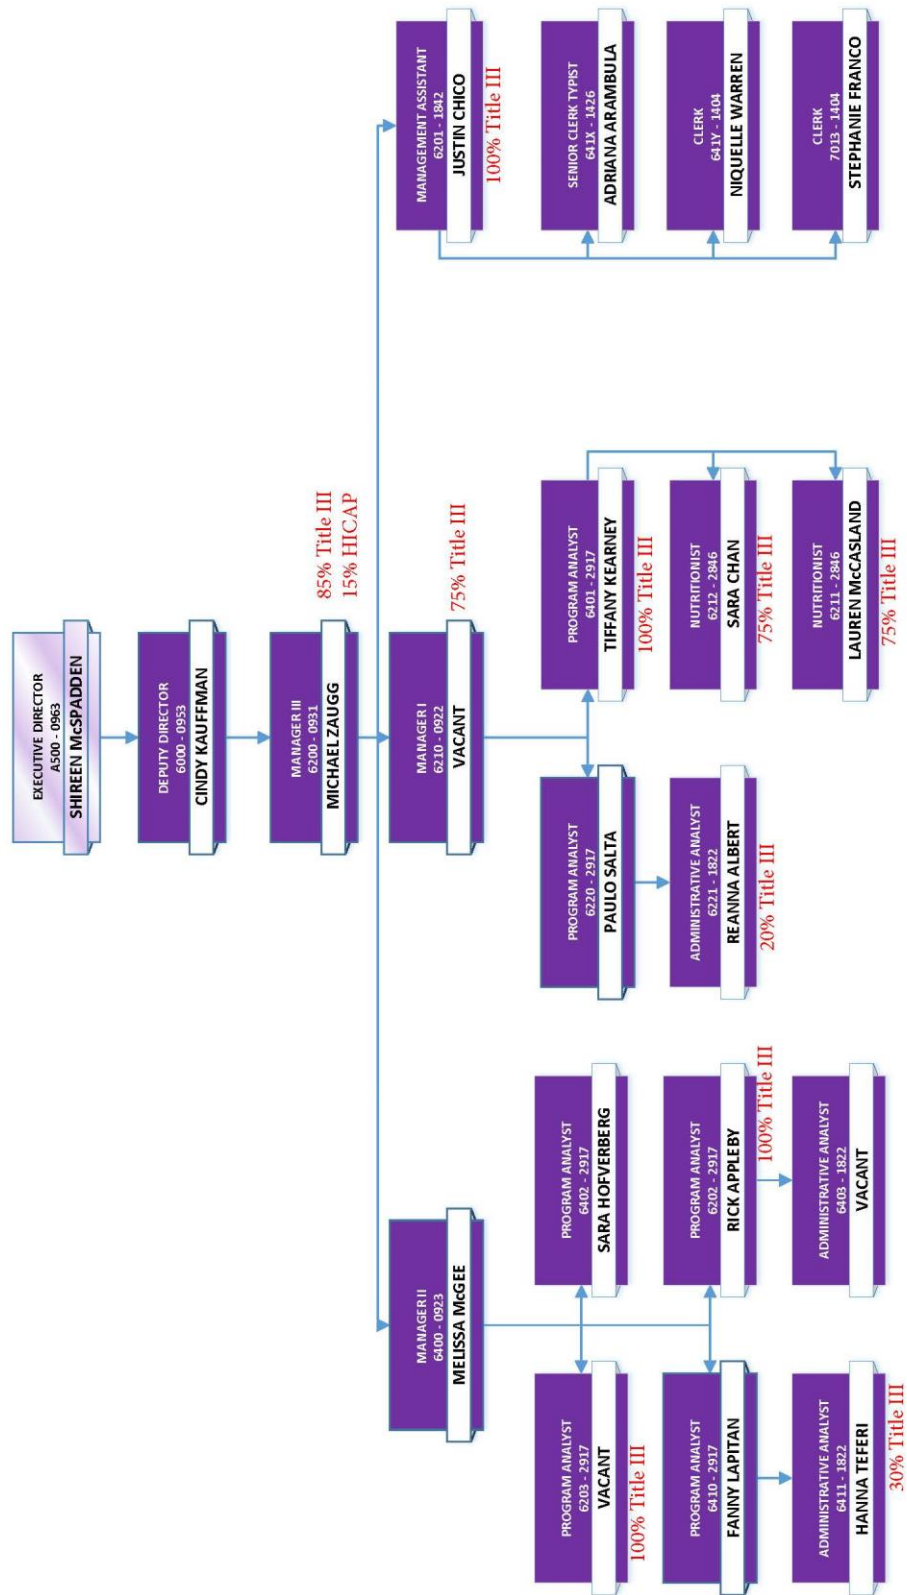 EXECUTIVE DIRECTOR
A500 - 0963
SHIREEN McSPADDEN
DEPUTY DIRECTOR
6000 - 0953
CINDY KAUFFMAN
MANAGER III
6200 - 0931
MICHAEL ZAUGG
85% Title III
15% HICAP
MANAGER II
6400 - 0923
MELISSA McGEE
MANAGER I
6210 - 0922
VACANT
75% Title III
MANAGEMENT ASSISTANT
6201 - 1842
JUSTIN CHICO
100% Title III
PROGRAM ANALYST
6203 - 2917
VACANT
100% Title III
PROGRAM ANALYST
6402 - 2917
SARA HOFVERBERG
PROGRAM ANALYST
6220 - 2917
PAULO SALTA
PROGRAM ANALYST
6401 - 2917
TIFFANY KEARNEY
100% Title III
SENIOR CLERK TYPIST
641X - 1426
ADRIANA ARAMBULA
PROGRAM ANALYST
6410 - 2917
FANNY LAPITAN
PROGRAM ANALYST
6202 - 2917
RICK APPLEBY
100% Title III
ADMINISTRATIVE ANALYST
6221 - 1822
REANNA ALBERT
20% Title III
NUTRITIONIST
6212 - 2846
SARA CHAN
75% Title III
CLERK
641Y - 1404
NIQUELLE WARREN
ADMINISTRATIVE ANALYST
6411 - 1822
HANNA TEFERI
30% Title III
ADMINISTRATIVE ANALYST
6403 - 1822
VACANT
NUTRITIONIST
6211 - 2846
LAUREN McCASLAND
75% Title III
CLERK
7013 - 1404
STEPHANIE FRANCO